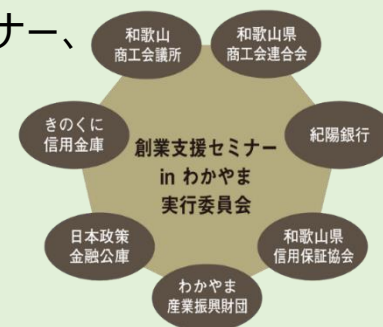 ナー、
和歌山
商工会議所
和歌山県
商工会連合会
きのくに
信用金庫
紀陽銀行
創業支援セミナー
in わかやま
実行委員会
日本政策
金融公庫
和歌山県
信用保証協会
わかやま
産業振興財団